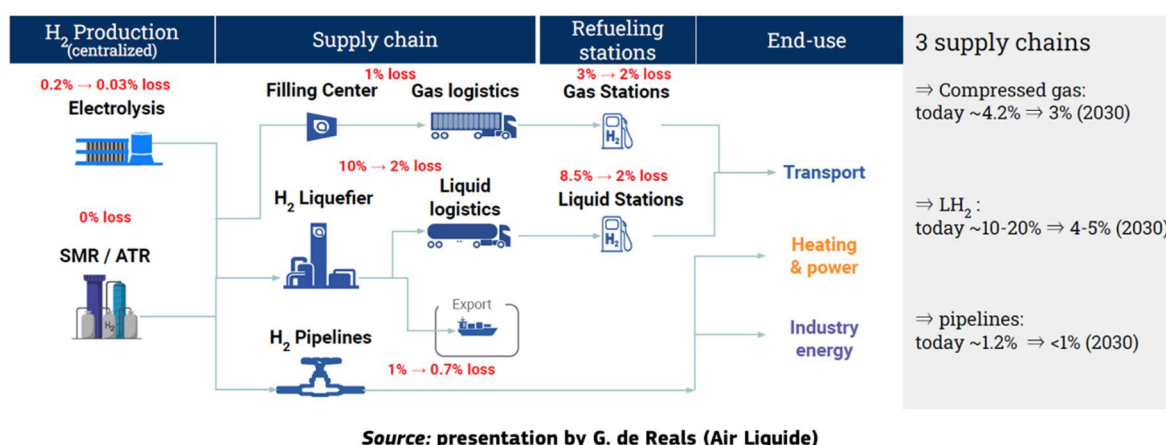 H₂ Production
(centralized)
Supply chain
Refueling
stations
End-use
3 supply chains
0.2% → 0.03% loss
Electrolysis
0% loss
SMR / ATR
H₂
1% loss
Filling Center
Gas logistics
10% → 2% loss
H₂ Liquefier
Liquid
logistics
Export
H₂ Pipelines
1% → 0.7% loss
3% → 2% loss
Gas Stations
H₂
8.5% → 2% loss
Liquid Stations
H₂
Transport
Heating
& power
Industry
energy
⇒ Compressed gas:
today ~4.2% ⇒ 3% (2030)
⇒ LH₂ :
today ~10-20% ⇒ 4-5% (2030)
⇒ pipelines:
today ~1.2% ⇒ <1% (2030)
Source: presentation by G. de Reals (Air Liquide)